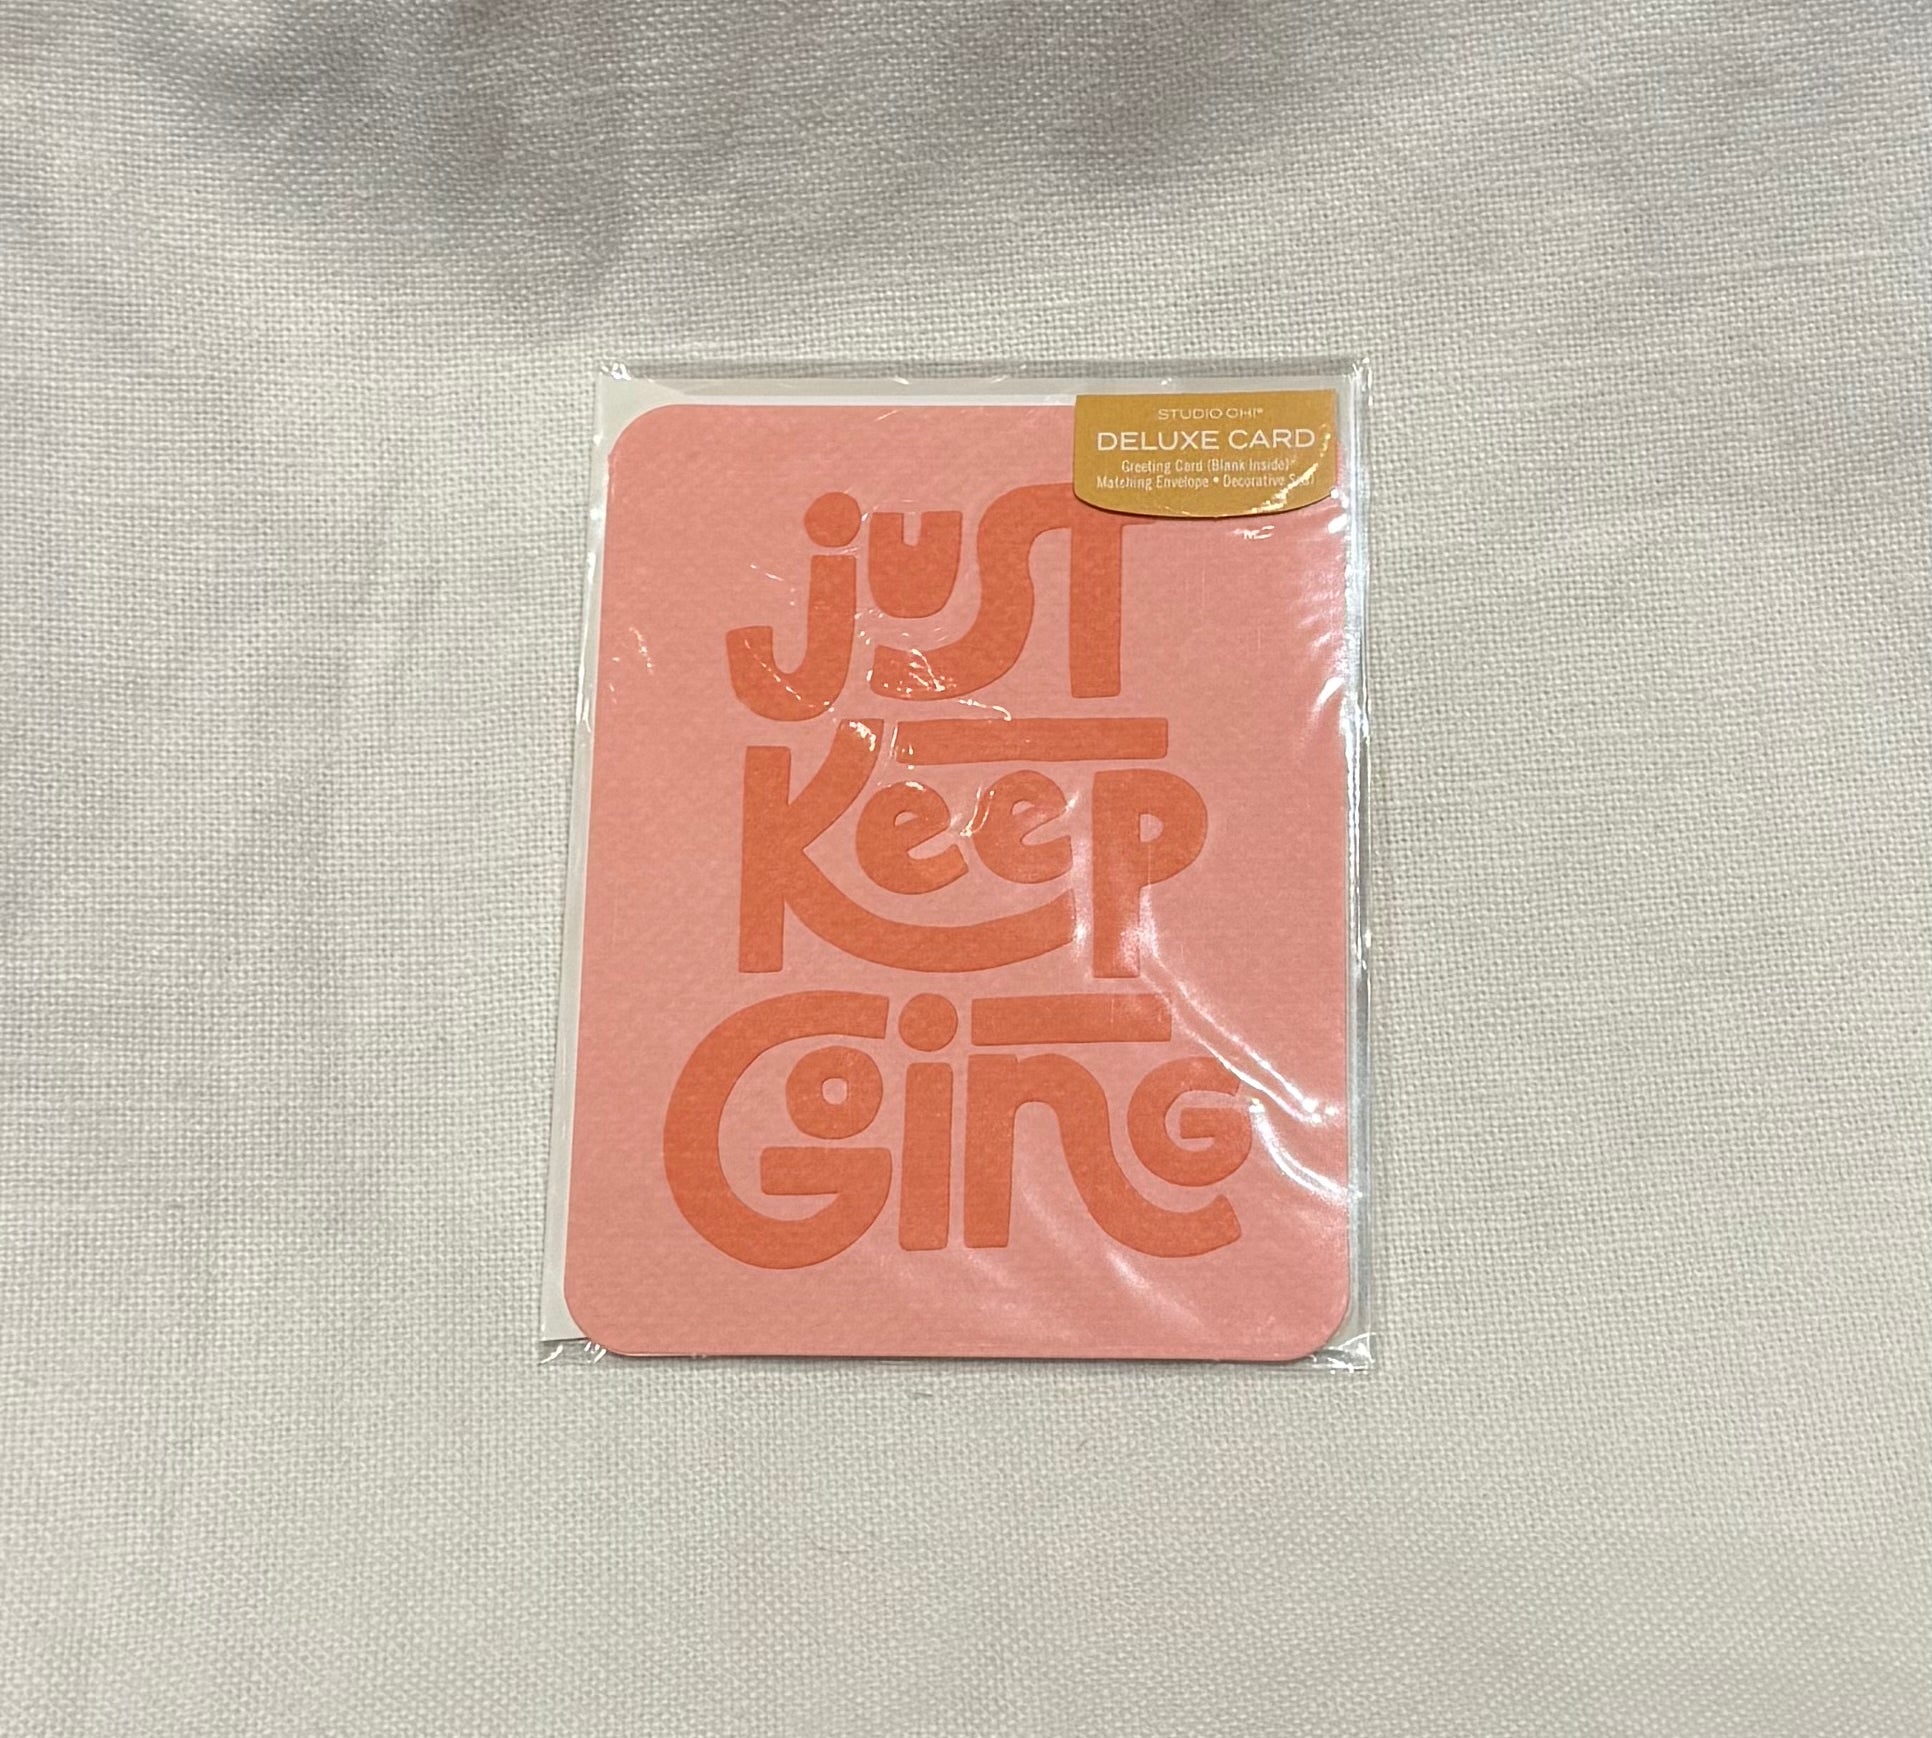 STUDIO OH!®
DELUXE CARD
Greeting Card (Blank Inside)
Matching Envelope • Decorative
just
Keep
Going